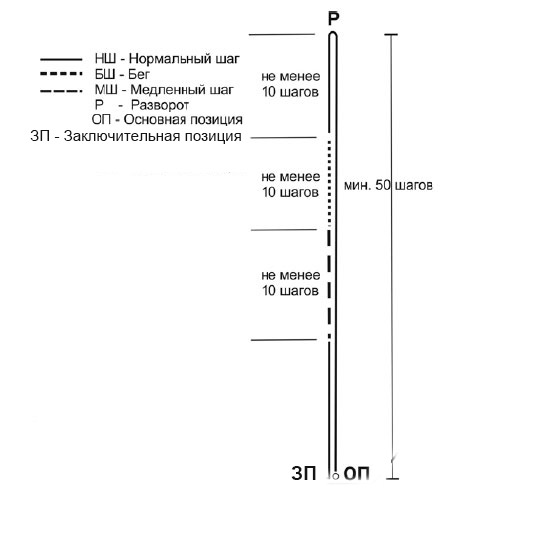 Р
НШ - Нормальный шаг
БШ - Бег
МШ - Медленный шаг
Р - Разворот
ОП - Основная позиция
ЗП - Заключительная позиция
не менее
10 шагов
не менее
10 шагов
мин. 50 шагов
не менее
10 шагов
ЗП ОП